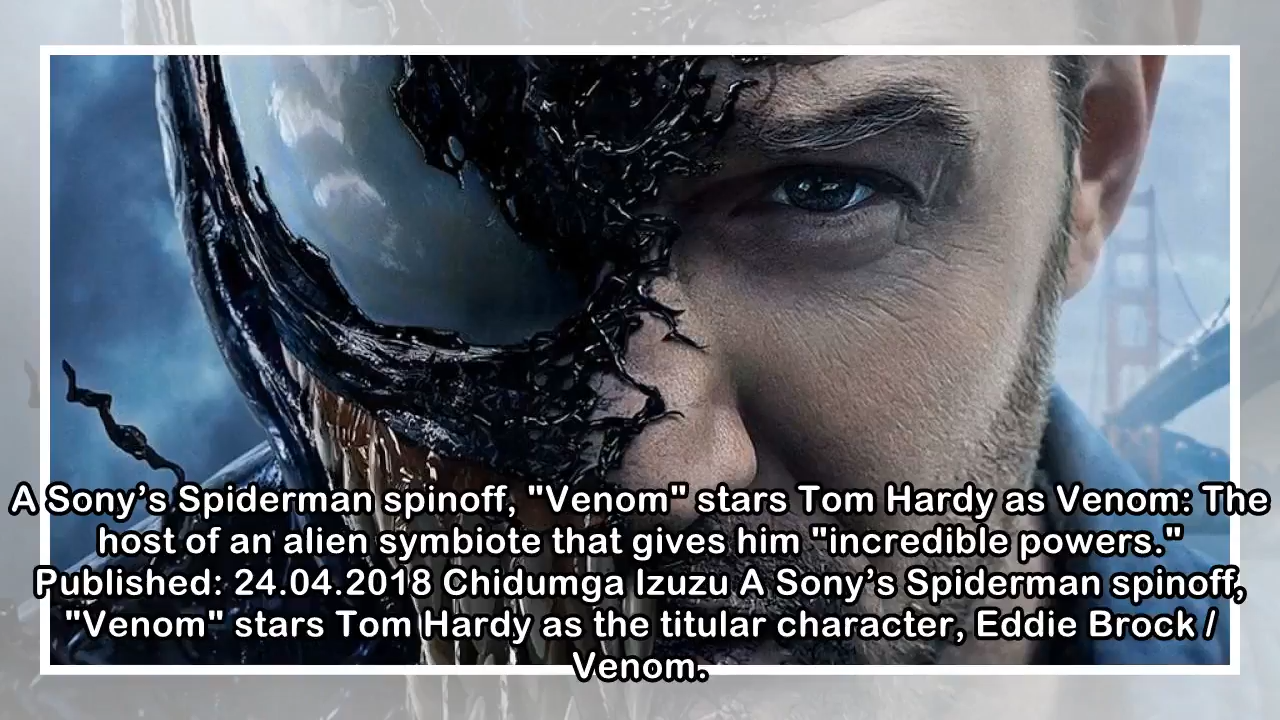 A Sony’s Spiderman spinoff, "Venom" stars Tom Hardy as Venom: The
host of an alien symbiote that gives him "incredible powers."
Published: 24.04.2018 Chidumga Izuzu A Sony’s Spiderman spinoff,
"Venom" stars Tom Hardy as the titular character, Eddie Brock /
Venom.